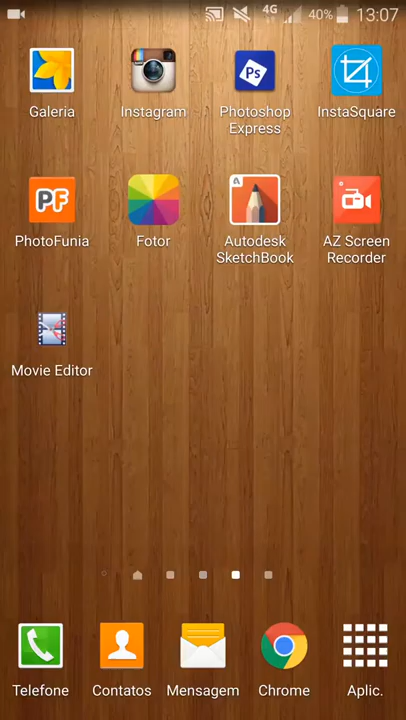 4G 40% 13:07
Galeria
Instagram
Photoshop Express
InstaSquare
Ps
PF
PhotoFunia
Fotor
Autodesk SketchBook
AZ Screen Recorder
Movie Editor
Telefone
Contatos
Mensagem
Chrome
Aplic.